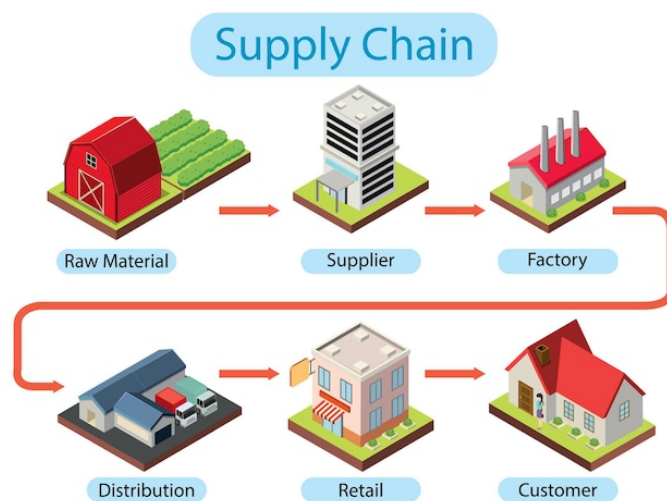 Supply Chain
Raw Material
Supplier
Factory
Distribution
Retail
Customer